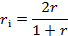 r_i = 2r / (1 + r)